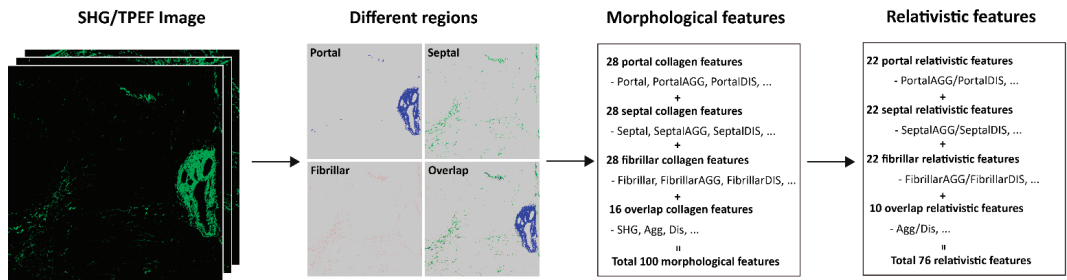 SHG/TPEF Image
Different regions
Morphological features
Relativistic features
Portal
Septal
Fibrillar
Overlap
28 portal collagen features
- Portal, PortalAGG, PortalDIS, ...
+
28 septal collagen features
- Septal, SeptalAGG, SeptalDIS, ...
+
28 fibrillar collagen features
- Fibrillar, FibrillarAGG, FibrillarDIS, ...
+
16 overlap collagen features
- SHG, Agg, Dis, ...
=
Total 100 morphological features
22 portal relativistic features
- PortalAGG/PortalDIS, ...
+
22 septal relativistic features
- SeptalAGG/SeptalDIS, ...
+
22 fibrillar relativistic features
- FibrillarAGG/FibrillarDIS, ...
+
10 overlap relativistic features
- Agg/Dis, ...
=
Total 76 relativistic features